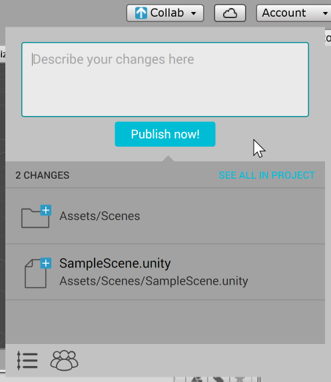 Collab
Account
Describe your changes here
Publish now!
2 CHANGES
SEE ALL IN PROJECT
Assets/Scenes
SampleScene.unity
Assets/Scenes/SampleScene.unity